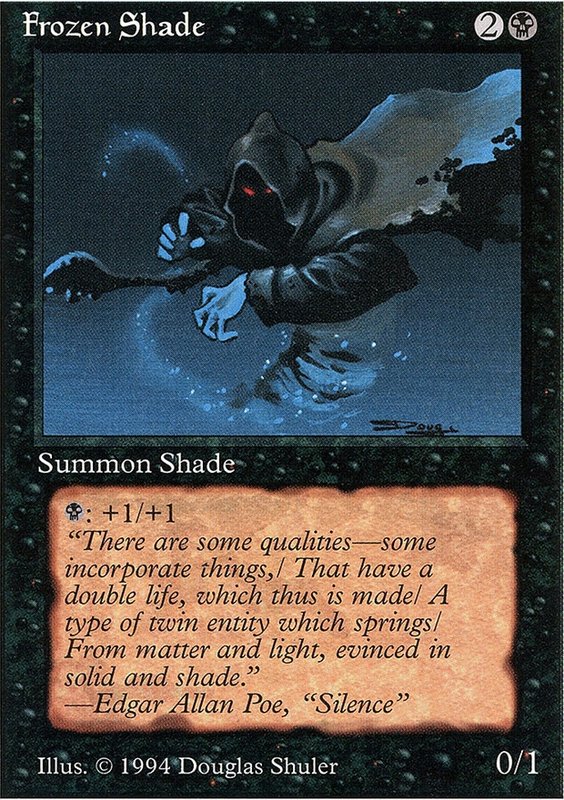 Frozen Shade 2
Doug
Summon Shade
: +1/+1
“There are some qualities—some
incorporate things,/ That have a
double life, which thus is made/ A
type of twin entity which springs/
From matter and light, evinced in
solid and shade.”
—Edgar Allan Poe, “Silence”
Illus. © 1994 Douglas Shuler 0/1